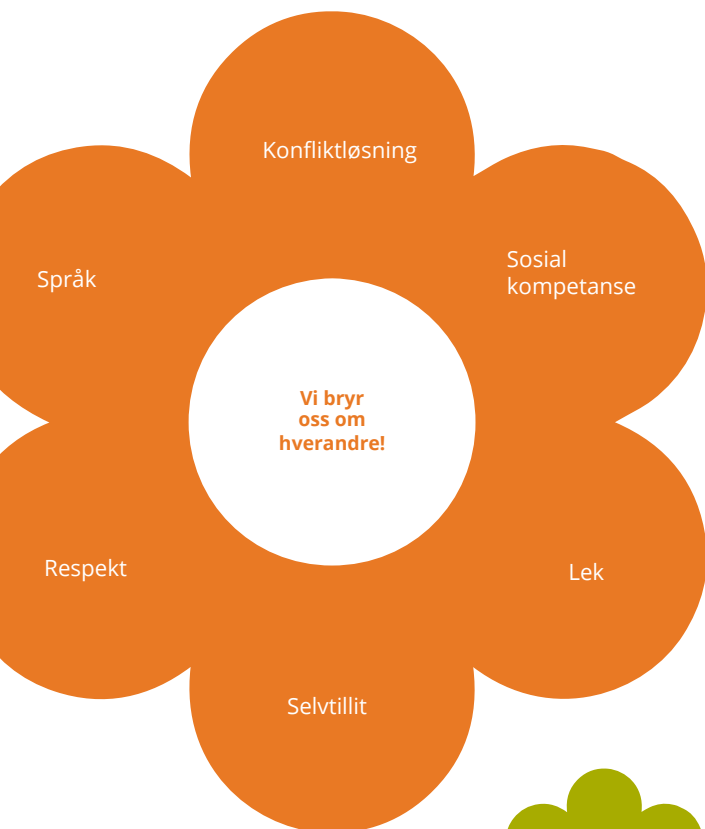 Konfliktløsning
Sosial
kompetanse
Språk
Vi bryr
oss om
hverandre!
Respekt
Lek
Selvtillit